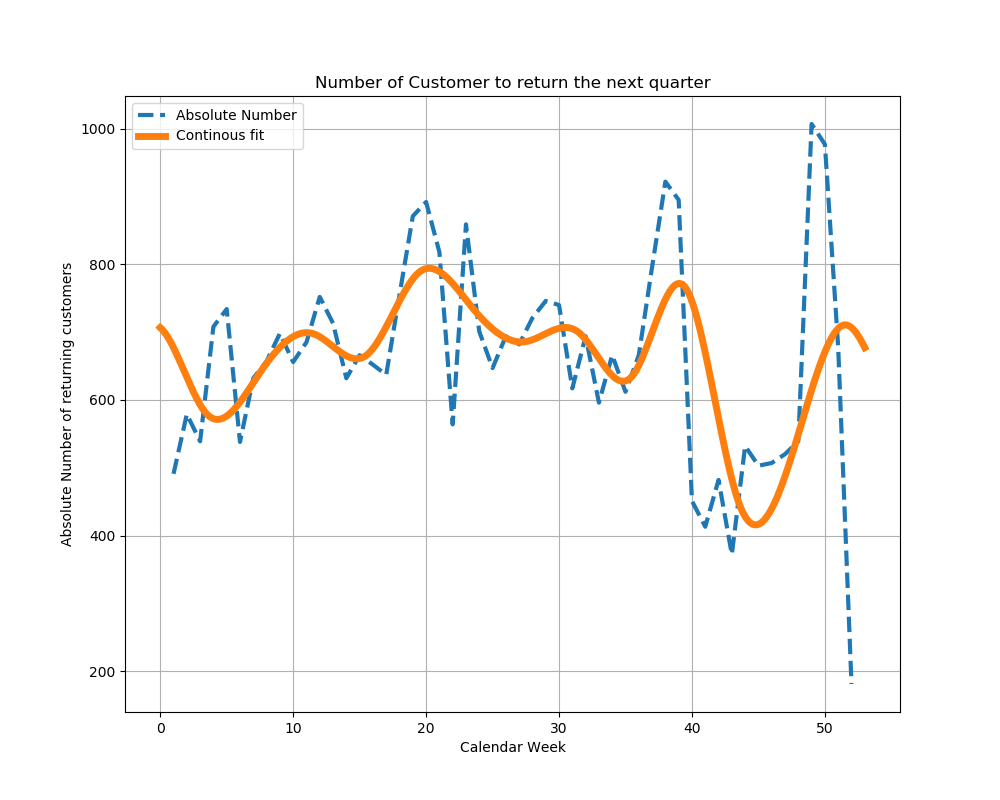 Number of Customer to return the next quarter
Absolute Number
Continous fit
Absolute Number of returning customers
1000
800
600
400
200
0 10 20 30 40 50
Calendar Week